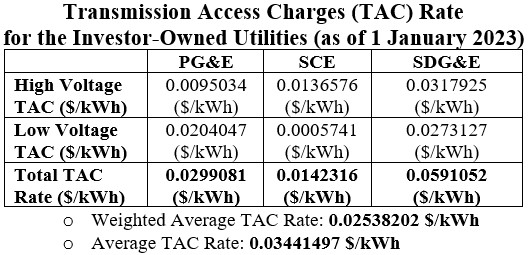 Transmission Access Charges (TAC) Rate
for the Investor-Owned Utilities (as of 1 January 2023)
PG&E SCE SDG&E
High Voltage 0.0095034 0.0136576 0.0317925
TAC ($/kWh) ($/kWh) ($/kWh) ($/kWh)
Low Voltage 0.0204047 0.0005741 0.0273127
TAC ($/kWh) ($/kWh) ($/kWh) ($/kWh)
Total TAC 0.0299081 0.0142316 0.0591052
Rate ($/kWh) ($/kWh) ($/kWh) ($/kWh)
o Weighted Average TAC Rate: 0.02538202 $/kWh
o Average TAC Rate: 0.03441497 $/kWh